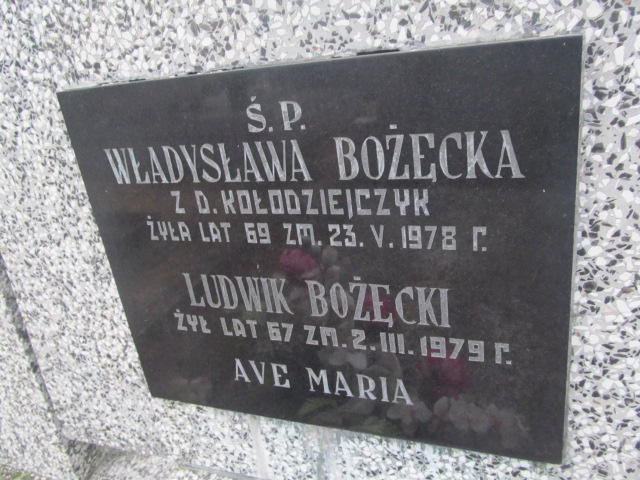 Ś.P.
WŁADYSŁAWA BOŻĘCKA
Z D. KOŁODZIEJCZYK
ŻYŁA LAT 69 ZM. 23.V.1978 r.
LUDWIK BOŻĘCKI
ŻYŁ LAT 67 ZM. 2.III.1979 r.
AVE MARIA